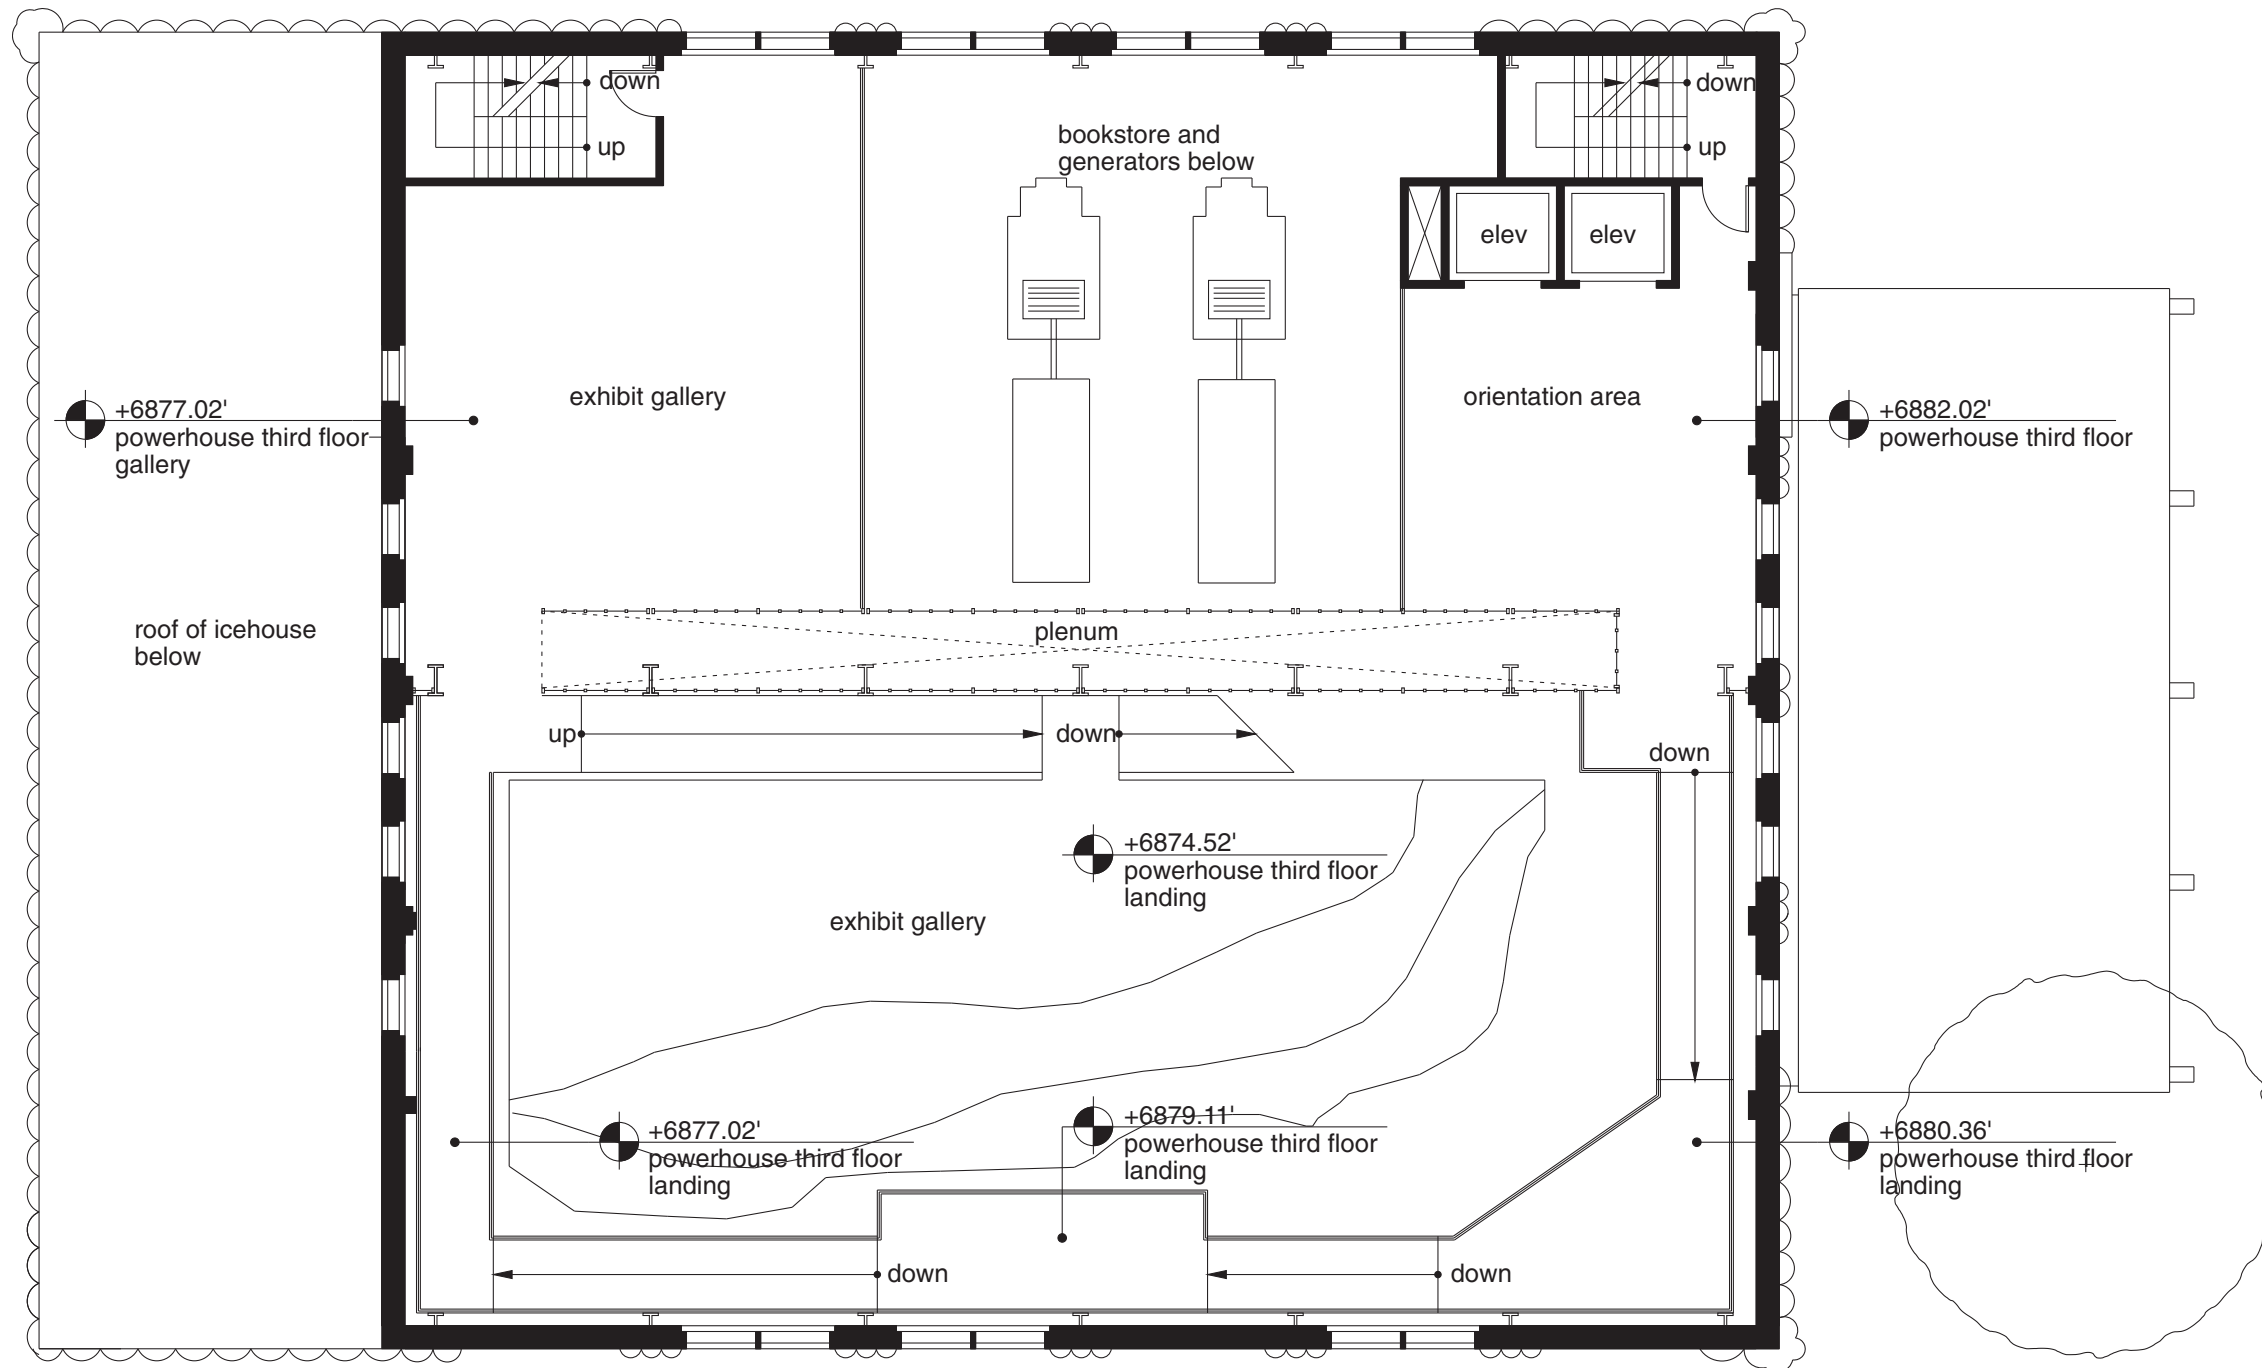 down
up
down
up
bookstore and
generators below
elev
elev
exhibit gallery
orientation area
+6877.02'
powerhouse third floor
gallery
+6882.02'
powerhouse third floor
roof of icehouse
below
plenum
up
down
down
+6874.52'
powerhouse third floor
landing
exhibit gallery
+6877.02'
powerhouse third floor
landing
+6879.11'
powerhouse third floor
landing
+6880.36'
powerhouse third floor
landing
down
down